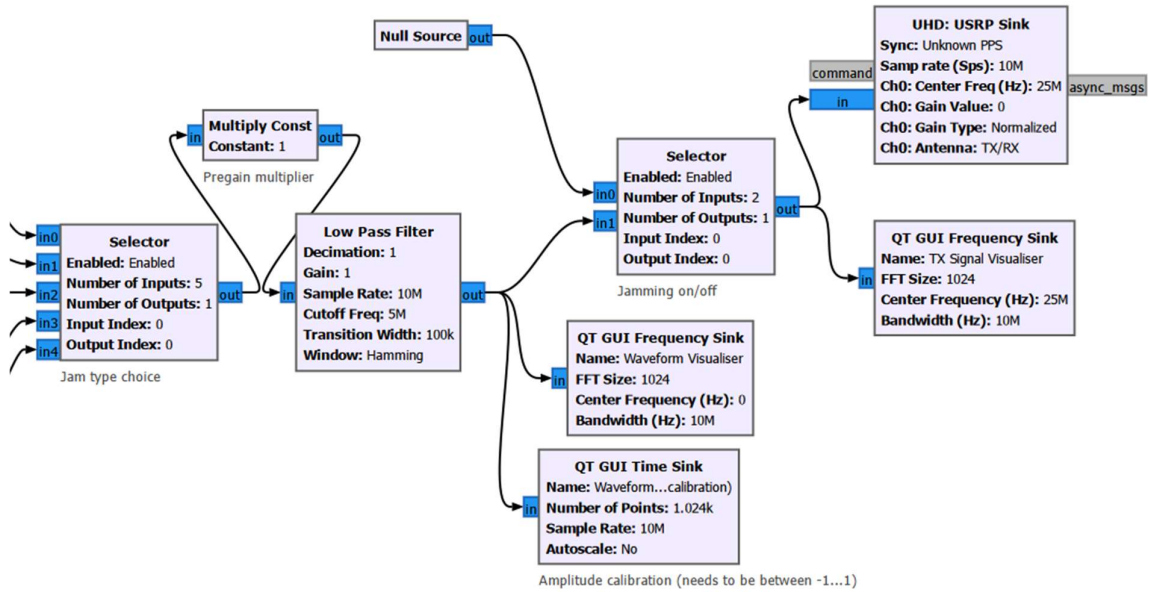 Null Source
out
UHD: USRP Sink
Sync: Unknown PPS
Samp rate (Sps): 10M
Ch0: Center Freq (Hz): 25M
Ch0: Gain Value: 0
Ch0: Gain Type: Normalized
Ch0: Antenna: TX/RX
command
in
async_msgs
in
Multiply Const
Constant: 1
out
Pregain multiplier
in0
in1
in2
in3
in4
Selector
Enabled: Enabled
Number of Inputs: 5
Number of Outputs: 1
Input Index: 0
Output Index: 0
out
Jam type choice
in
Low Pass Filter
Decimation: 1
Gain: 1
Sample Rate: 10M
Cutoff Freq: 5M
Transition Width: 100k
Window: Hamming
out
in0
in1
Selector
Enabled: Enabled
Number of Inputs: 2
Number of Outputs: 1
Input Index: 0
Output Index: 0
out
Jamming on/off
in
QT GUI Frequency Sink
Name: TX Signal Visualiser
FFT Size: 1024
Center Frequency (Hz): 25M
Bandwidth (Hz): 10M
in
QT GUI Frequency Sink
Name: Waveform Visualiser
FFT Size: 1024
Center Frequency (Hz): 0
Bandwidth (Hz): 10M
in
QT GUI Time Sink
Name: Waveform...calibration)
Number of Points: 1.024k
Sample Rate: 10M
Autoscale: No
Amplitude calibration (needs to be between -1...1)